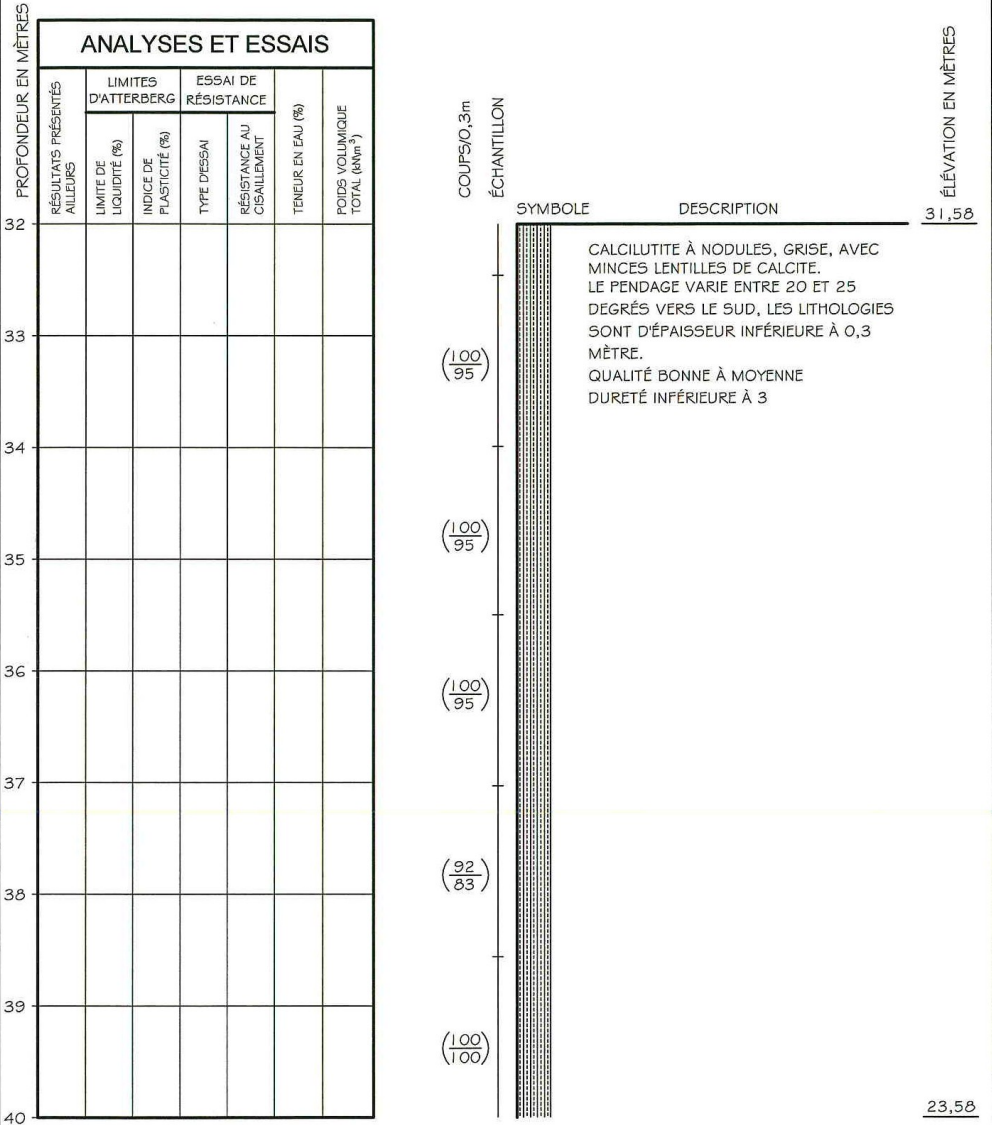 PROFONDEUR EN MÈTRES
ANALYSES ET ESSAIS
RÉSULTATS PRÉSENTÉS
AILLEURS
LIMITES
D'ATTERBERG
LIMITE DE
LIQUIDITÉ (%)
INDICE DE
PLASTICITÉ (%)
ESSAI DE
RÉSISTANCE
TYPE D'ESSAI
RÉSISTANCE AU
CISAILLEMENT
TENEUR EN EAU (%)
POIDS VOLUMIQUE
TOTAL (kN/m³)
COUPS/0,3m
ÉCHANTILLON
SYMBOLE
DESCRIPTION
ÉLÉVATION EN MÈTRES
31,58
32
CALCILUTITE À NODULES, GRISE, AVEC
MINCES LENTILLES DE CALCITE.
LE PENDAGE VARIE ENTRE 20 ET 25
DEGRÉS VERS LE SUD, LES LITHOLOGIES
SONT D'ÉPAISSEUR INFÉRIEURE À 0,3
MÈTRE.
QUALITÉ BONNE À MOYENNE
DURETÉ INFÉRIEURE À 3
33
(100
95)
34
(100
95)
35
36
(100
95)
37
(92
83)
38
39
(100
100)
40
23,58